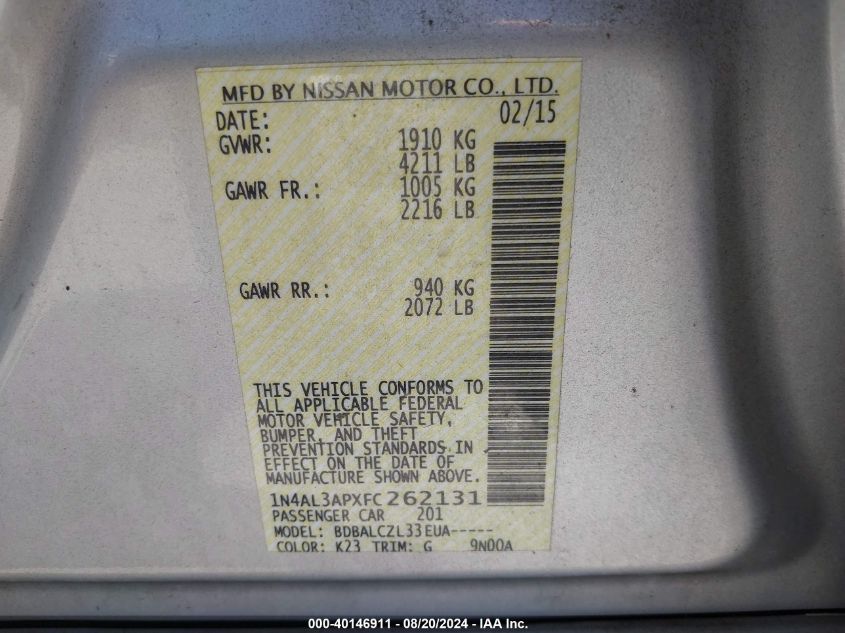 MFD BY NISSAN MOTOR CO., LTD.
DATE: 02/15
GVWR: 1910 KG
4211 LB
GAWR FR.: 1005 KG
2216 LB
GAWR RR.: 940 KG
2072 LB
THIS VEHICLE CONFORMS TO
ALL APPLICABLE FEDERAL
MOTOR VEHICLE SAFETY,
BUMPER, AND THEFT
PREVENTION STANDARDS IN
EFFECT ON THE DATE OF
MANUFACTURE SHOWN ABOVE.
1N4AL3APXFC262131
PASSENGER CAR 201
MODEL: BDBALCZL33EUA-----
COLOR: K23 TRIM: G 9N00A
000-40146911 - 08/20/2024 - IAA Inc.